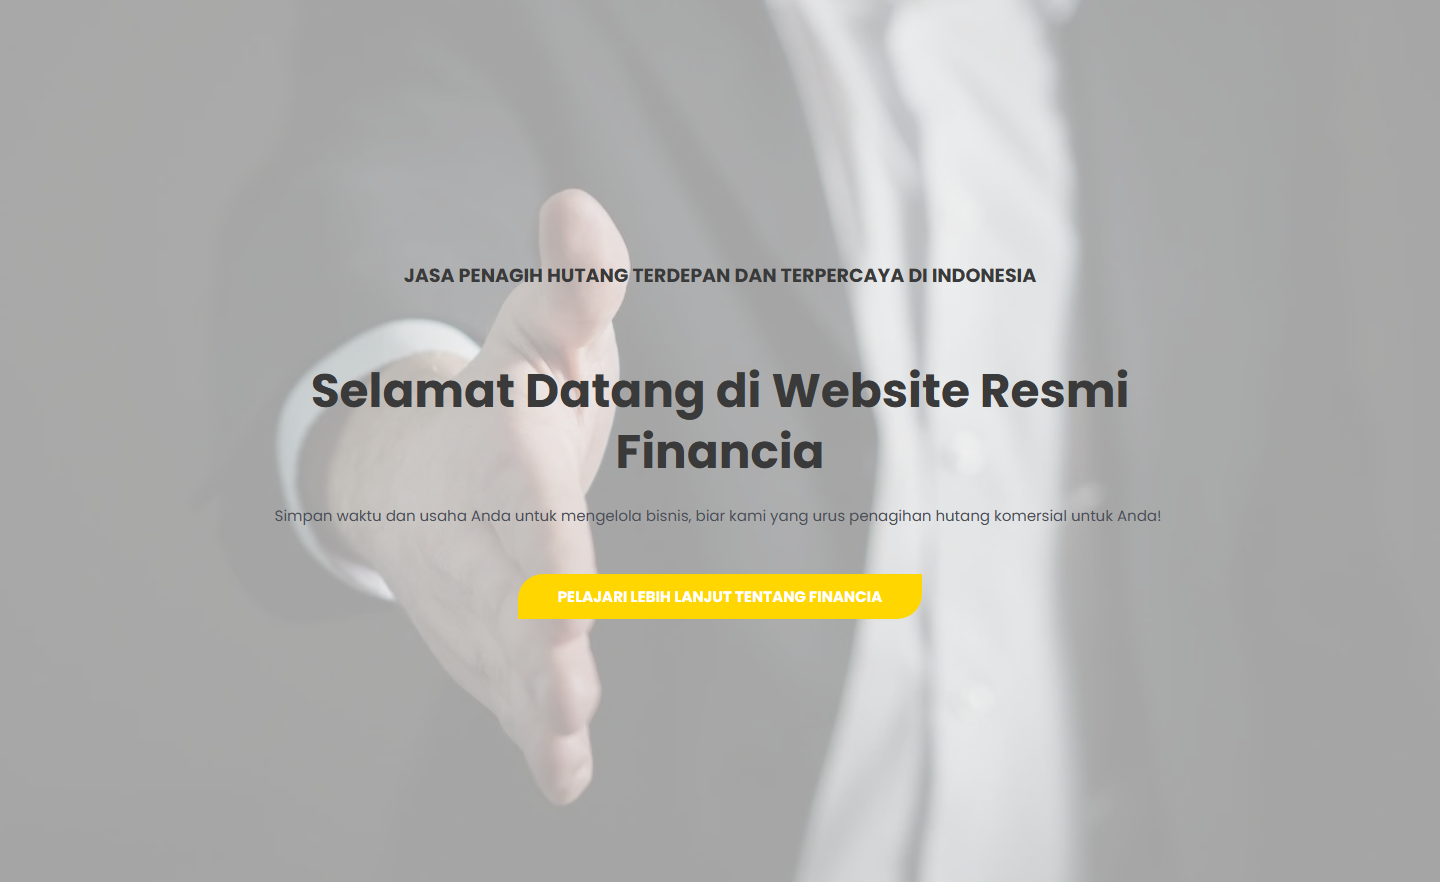 JASA PENAGIH HUTANG TERDEPAN DAN TERPERCAYA DI INDONESIA
Selamat Datang di Website Resmi
Financia
Simpan waktu dan usaha Anda untuk mengelola bisnis, biar kami yang urus penagihan hutang komersial untuk Anda!
PELAJARI LEBIH LANJUT TENTANG FINANCIA